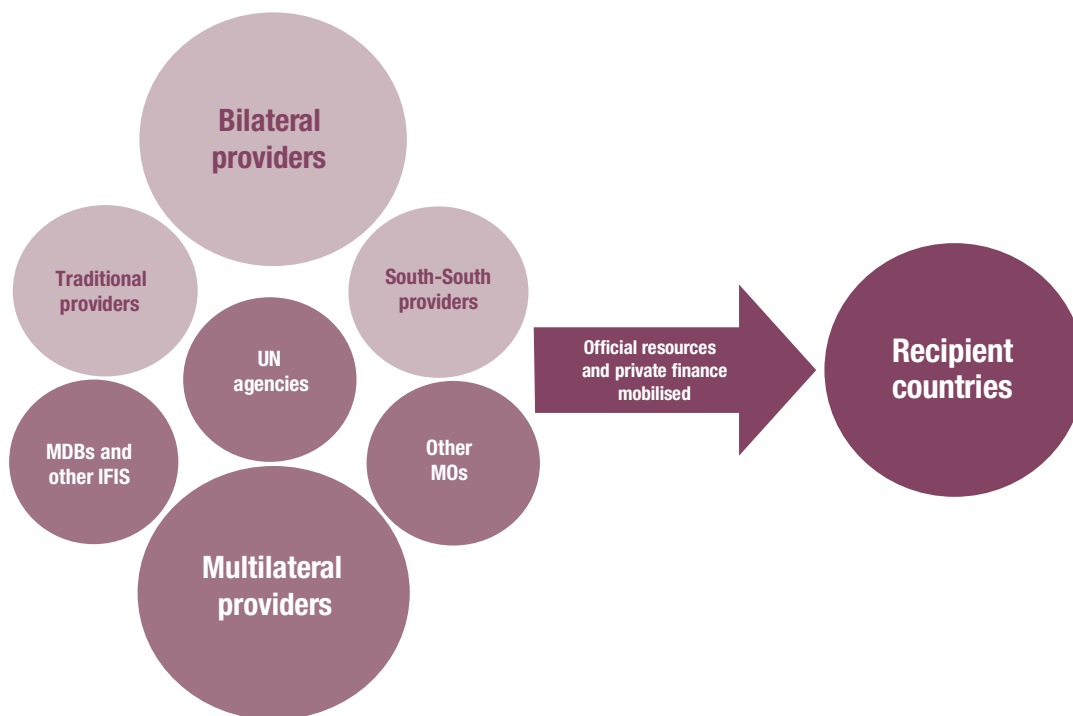 Bilateral
providers
Traditional
providers
South-South
providers
UN
agencies
MDBs and
other IFIS
Other
MOs
Multilateral
providers
Official resources
and private finance
mobilised
Recipient
countries